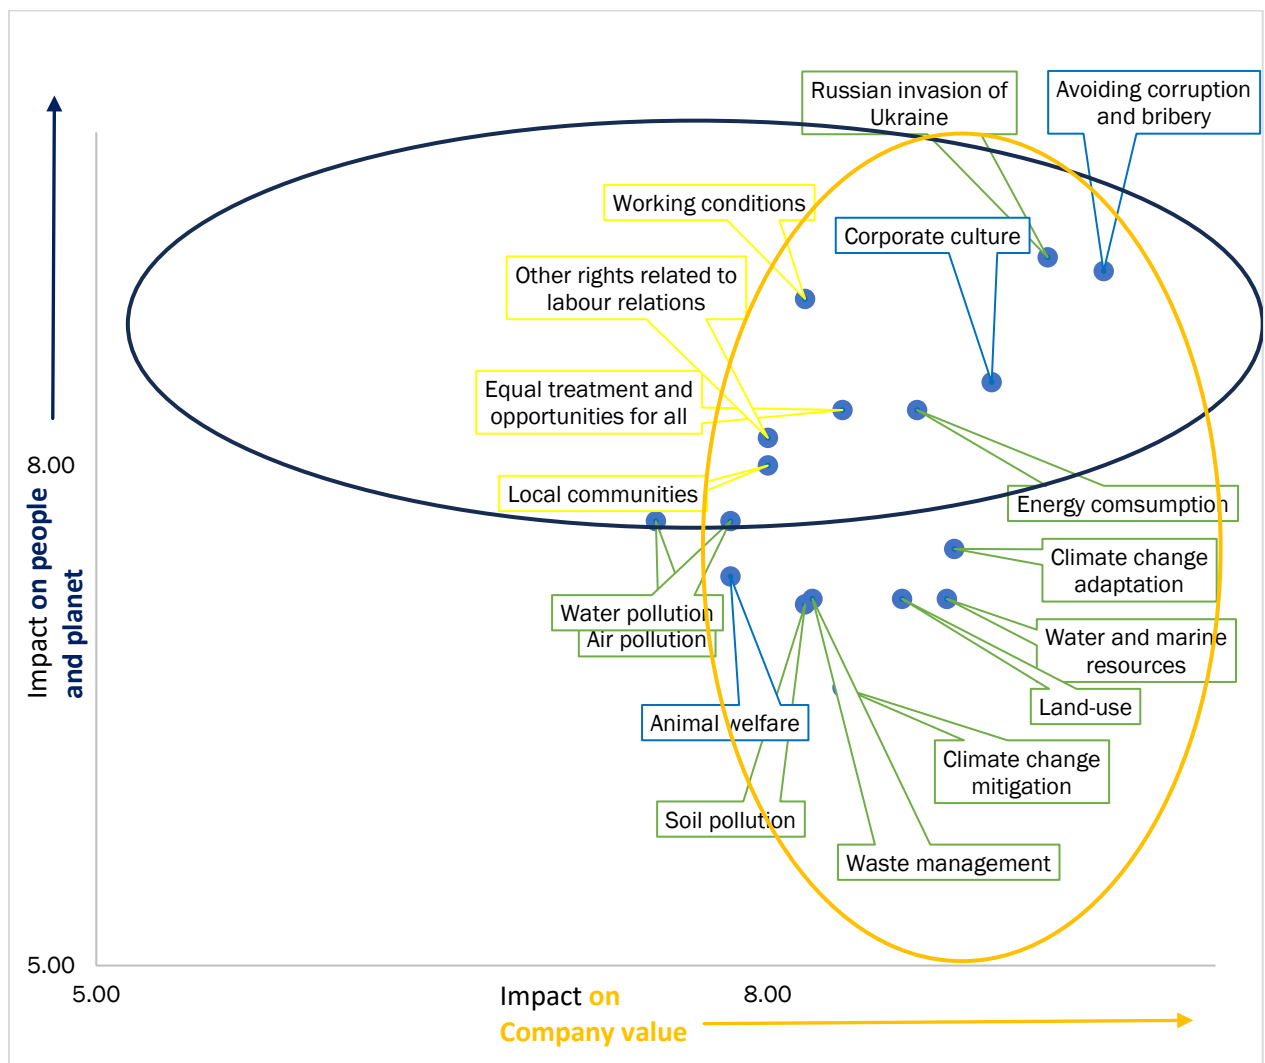 Russian invasion of
Ukraine
Avoiding corruption
and bribery
Working conditions
Corporate culture
Other rights related to
labour relations
Equal treatment and
opportunities for all
8.00
Local communities
Energy comsumption
Impact on people
and planet
Climate change
adaptation
Water pollution
Air pollution
Water and marine
resources
Land-use
Animal welfare
Climate change
mitigation
Soil pollution
Waste management
5.00
5.00
Impact on
Company value
8.00